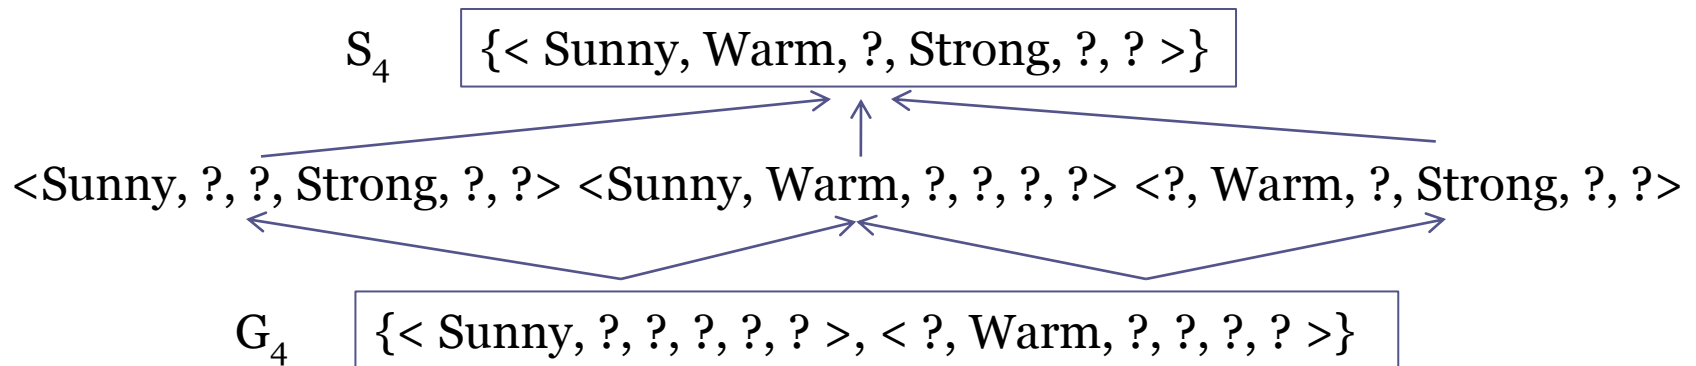 S₄ {< Sunny, Warm, ?, Strong, ?, ? >}
<Sunny, ?, ?, Strong, ?, ?> <Sunny, Warm, ?, ?, ?, ?> <?, Warm, ?, Strong, ?, ?>
G₄ {< Sunny, ?, ?, ?, ?, ? >, < ?, Warm, ?, ?, ?, ? >}